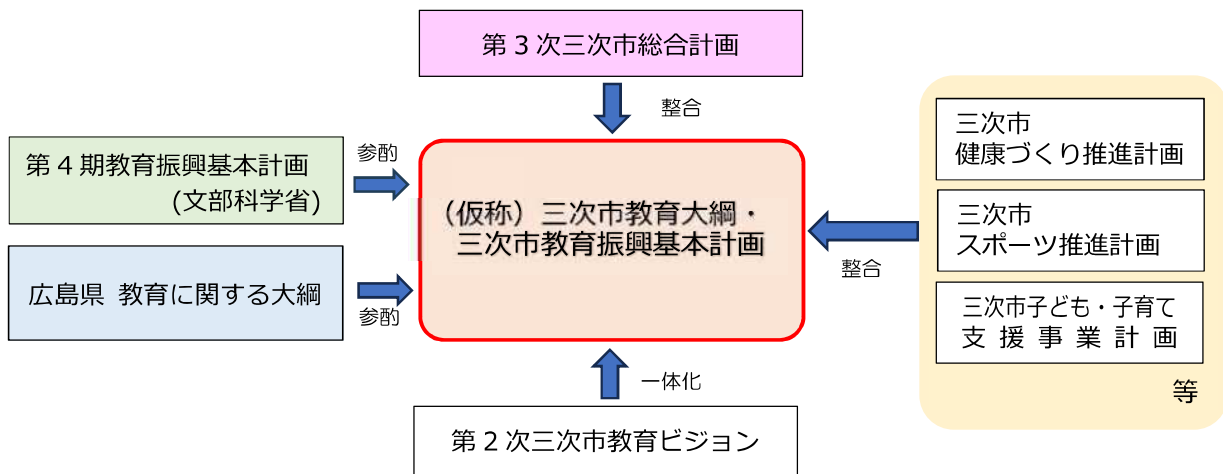 第3次三次市総合計画
整合
第4期教育振興基本計画
(文部科学省)
参酌
広島県 教育に関する大綱
参酌
（仮称）三次市教育大綱・
三次市教育振興基本計画
三次市
健康づくり推進計画
三次市
スポーツ推進計画
三次市子ども・子育て
支援事業計画
等
整合
一体化
第2次三次市教育ビジョン